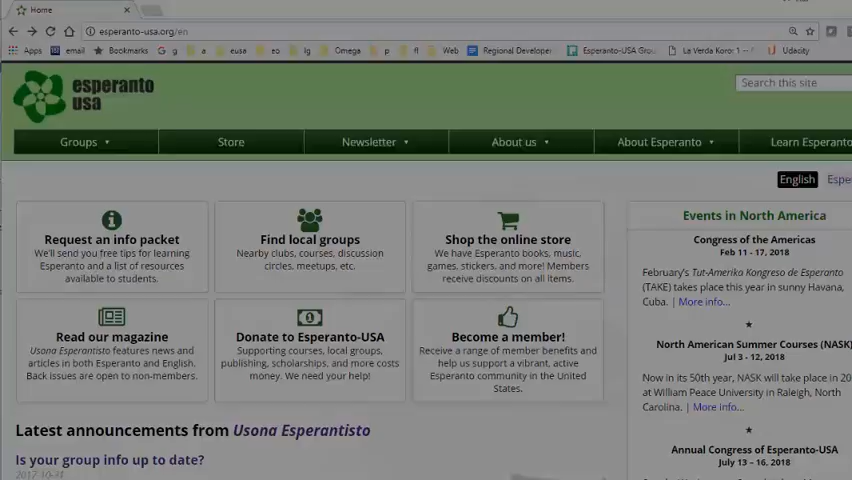 Home
esperanto-usa.org/en
Apps
email
Bookmarks
g
a
eusa
eo
lng
Omega
p
fl
Web
Regional Developer
Esperanto-USA Grou
La Verda Koro: 1 --
Udacity
esperanto
usa
Search this site
Groups
Store
Newsletter
About us
About Esperanto
Learn Esperanto
English
Espe
Request an info packet
We'll send you free tips for learning
Esperanto and a list of resources
available to students.
Find local groups
Nearby clubs, courses, discussion
circles, meetups, etc.
Shop the online store
We have Esperanto books, music,
games, stickers, and more! Members
receive discounts on all items.
Read our magazine
Usona Esperantisto features news and
articles in both Esperanto and English.
Back issues are open to non-members.
Donate to Esperanto-USA
Supporting courses, local groups,
publishing, scholarships, and more costs
money. We need your help!
Become a member!
Receive a range of member benefits and
help us support a vibrant, active
Esperanto community in the United
States.
Events in North America
Congress of the Americas
Feb 11 - 17, 2018
February's Tut-Amerika Kongreso de Esperanto
(TAKE) takes place this year in sunny Havana,
Cuba. | More info...
North American Summer Courses (NASK)
Jul 3 - 12, 2018
Now in its 50th year, NASK will take place in 20
at William Peace University in Raleigh, North
Carolina. | More info...
Annual Congress of Esperanto-USA
July 13 – 16, 2018
Latest announcements from Usona Esperantisto
Is your group info up to date?
2017-10-31